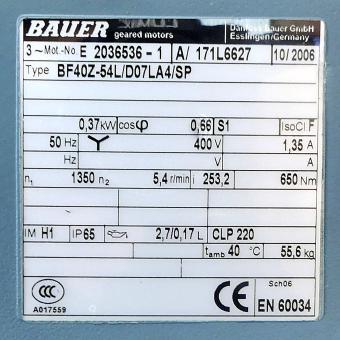 BAUER
geared motors
Danfoss Bauer GmbH
Esslingen/Germany
3~Mot.-No E 2036536-1 A/ 171L6627 10/2006
Type BF40Z-54L/D07LA4/SP
0,37 kW cosφ 0,66 S1 IsoCl F
50 Hz Y 400 V 1,35 A
Hz V A
n₁ 1350 n₂ 5,4 r/min i 253,2 650 Nm
IM H1 IP 65 2,7/0,17 L CLP 220
tamb 40 °C 55,6 kg
CCC
A017559
CE
Sch06
EN 60034